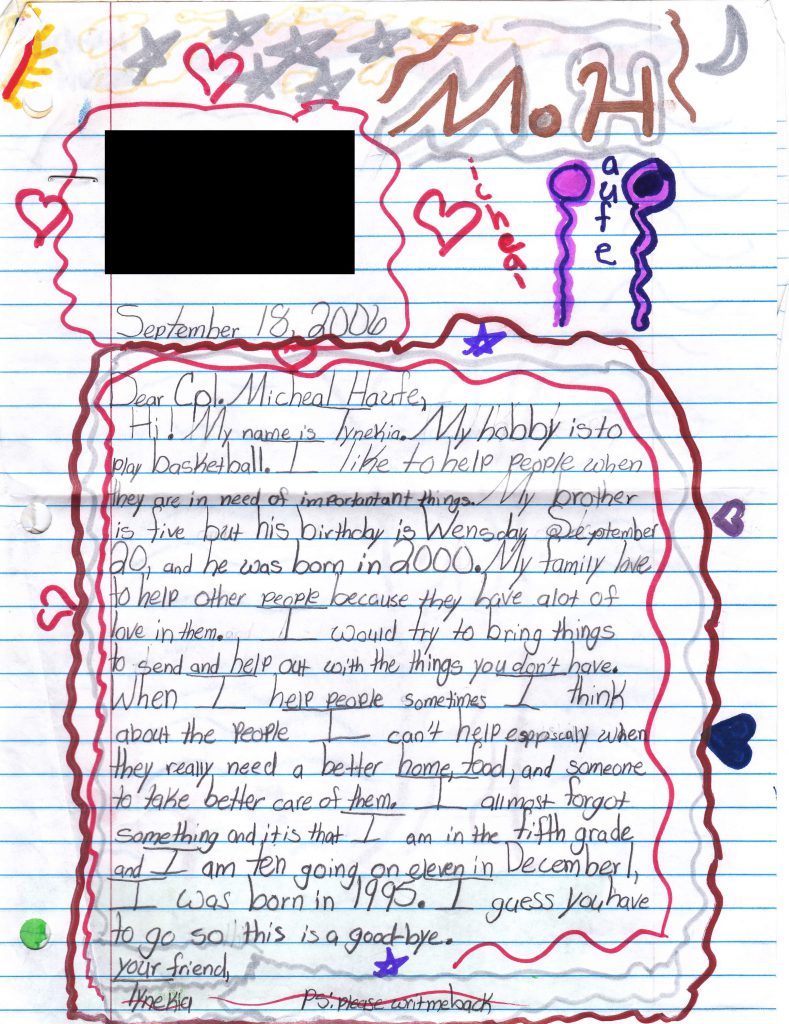 M.H
icheal
aufe
September 18, 2006
Dear Cpl. Micheal Haufe,
Hi! My name is Tynekia. My hobby is to
play basketball. I like to help people when
they are in need of importantant things. My brother
is five but his birthday is Wensday September
20, and he was born in 2000. My family love
to help other people because they have alot of
love in them. I would try to bring things
to send and help out with the things you don't have.
When I help people sometimes I think
about the people I can't help esppiscaly when
they really need a better home, food, and someone
to take better care of them. I allmost forgot
something and it is that I am in the fifth grade
and I am ten going on eleven in December 1,
I was born in 1995. I guess you have
to go so this is a good-bye.
your friend,
Tynekia Ps: please writ me back